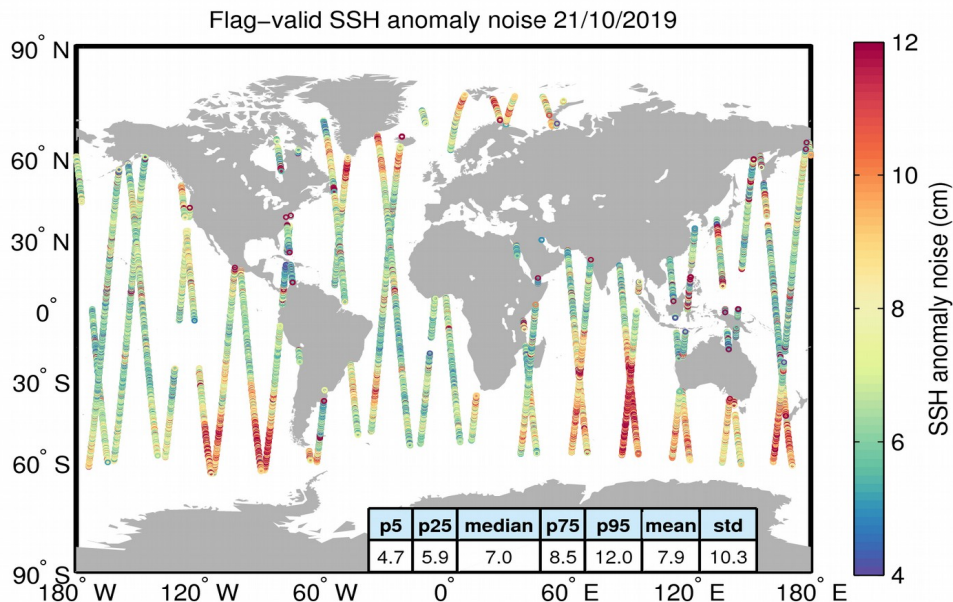 Flag−valid SSH anomaly noise 21/10/2019
90° N
60° N
30° N
0°
30° S
60° S
90° S
180° W
120° W
60° W
0°
60° E
120° E
180° E
p5 p25 median p75 p95 mean std
4.7 5.9 7.0 8.5 12.0 7.9 10.3
12
10
8
6
4
SSH anomaly noise (cm)